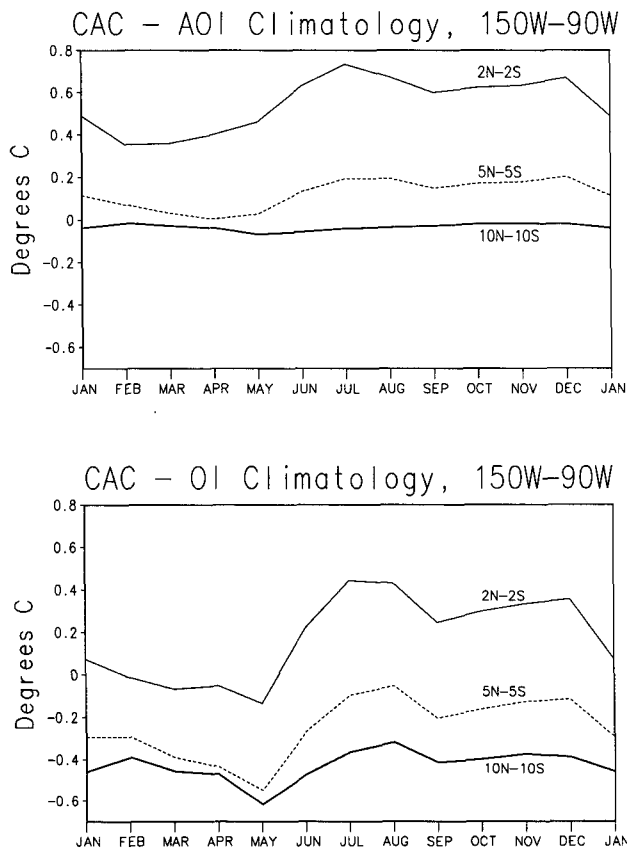 CAC - AOI Climatology, 150W-90W
0.8
0.6
0.4
0.2
0
-0.2
-0.4
-0.6
Degrees C
2N-2S
5N-5S
10N-10S
JAN FEB MAR APR MAY JUN JUL AUG SEP OCT NOV DEC JAN
CAC - OI Climatology, 150W-90W
0.8
0.6
0.4
0.2
0
-0.2
-0.4
-0.6
Degrees C
2N-2S
5N-5S
10N-10S
JAN FEB MAR APR MAY JUN JUL AUG SEP OCT NOV DEC JAN